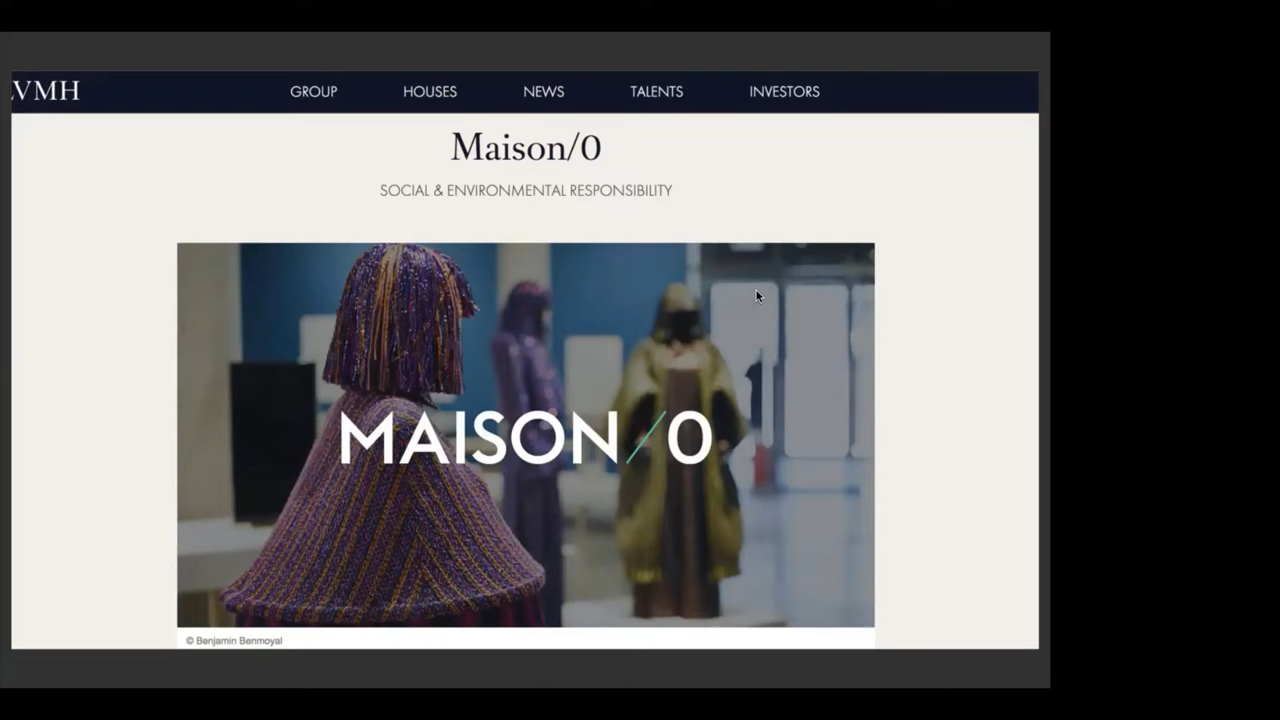 VMH
GROUP HOUSES NEWS TALENTS INVESTORS
Maison/0
SOCIAL & ENVIRONMENTAL RESPONSIBILITY
MAISON/0
© Benjamin Benmoyal